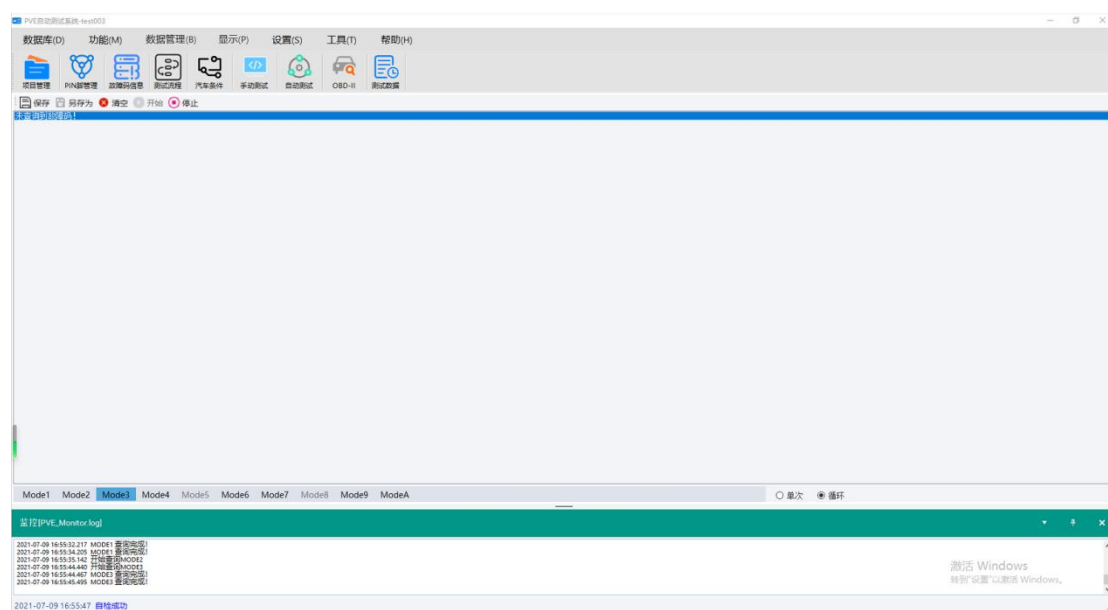 PVE自动测试系统-test003
数据库(D) 功能(M) 数据管理(B) 显示(P) 设置(S) 工具(T) 帮助(H)
项目管理 PIN脚管理 故障码信息 测试流程 汽车条件 手动测试 自动测试 OBD-II 测试数据
保存 另存为 清空 开始 停止
未查询到故障码！
Mode1 Mode2 Mode3 Mode4 Mode5 Mode6 Mode7 Mode8 Mode9 ModeA 单次 循环
监控[PVE_Monitor.log]
2021-07-09 16:55:32.217 MODE1 查询完成！
2021-07-09 16:55:34.205 MODE1 查询完成！
2021-07-09 16:55:35.142 开始查询MODE2
2021-07-09 16:55:44.440 开始查询MODE3
2021-07-09 16:55:44.467 MODE3 查询完成！
2021-07-09 16:55:45.495 MODE3 查询完成！
激活 Windows
转到"设置"以激活 Windows。
2021-07-09 16:55:47 自检成功